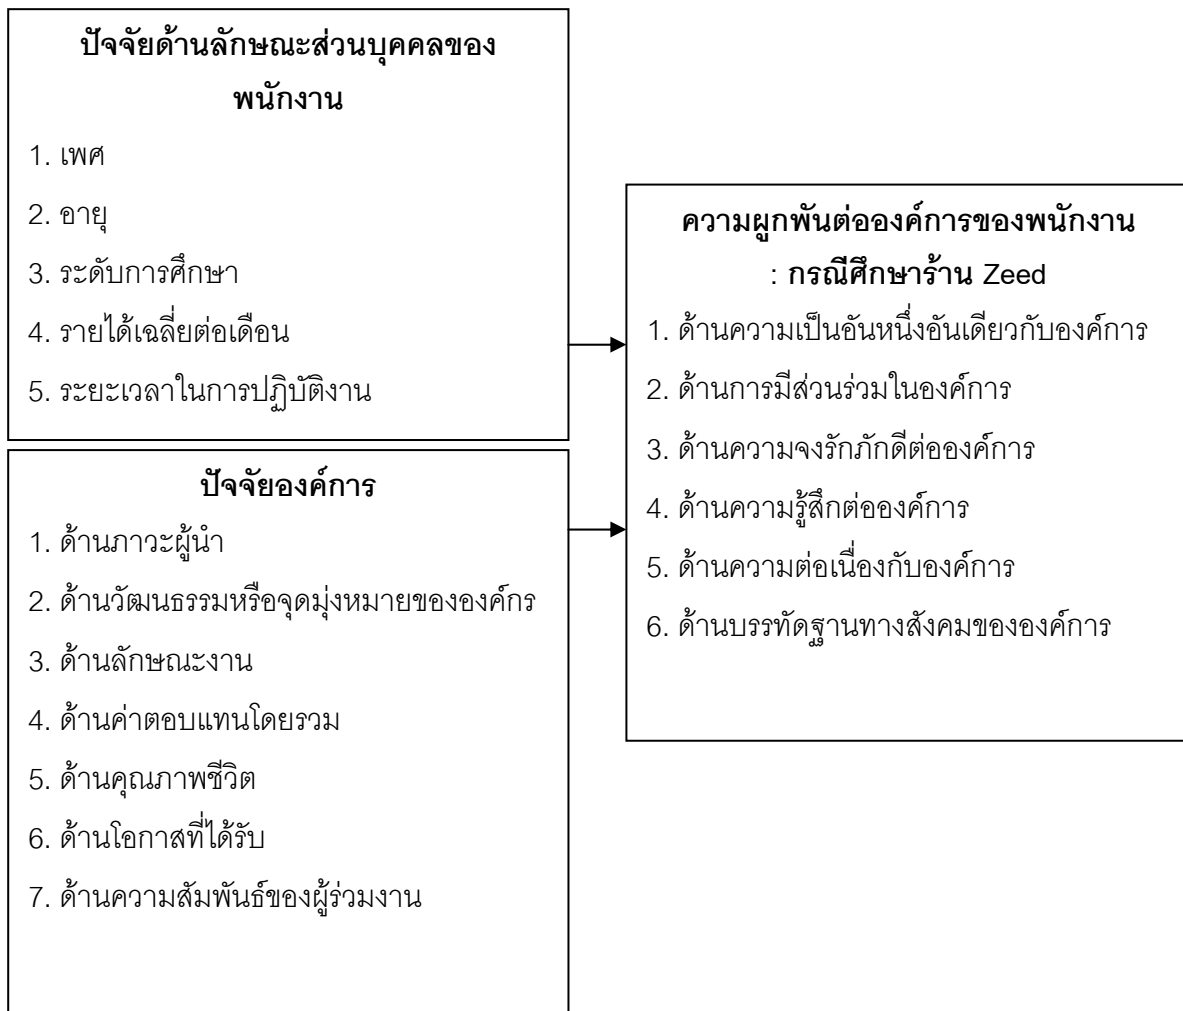 ปัจจัยด้านลักษณะส่วนบุคคลของ
พนักงาน
1. เพศ
2. อายุ
3. ระดับการศึกษา
4. รายได้เฉลี่ยต่อเดือน
5. ระยะเวลาในการปฏิบัติงาน
ปัจจัยองค์การ
1. ด้านภาวะผู้นำ
2. ด้านวัฒนธรรมหรือจุดมุ่งหมายขององค์กร
3. ด้านลักษณะงาน
4. ด้านค่าตอบแทนโดยรวม
5. ด้านคุณภาพชีวิต
6. ด้านโอกาสที่ได้รับ
7. ด้านความสัมพันธ์ของผู้ร่วมงาน
ความผูกพันต่อองค์การของพนักงาน
: กรณีศึกษาร้าน Zeed
1. ด้านความเป็นอันหนึ่งอันเดียวกับองค์การ
2. ด้านการมีส่วนร่วมในองค์การ
3. ด้านความจงรักภักดีต่อองค์การ
4. ด้านความรู้สึกต่อองค์การ
5. ด้านความต่อเนื่องกับองค์การ
6. ด้านบรรทัดฐานทางสังคมขององค์การ